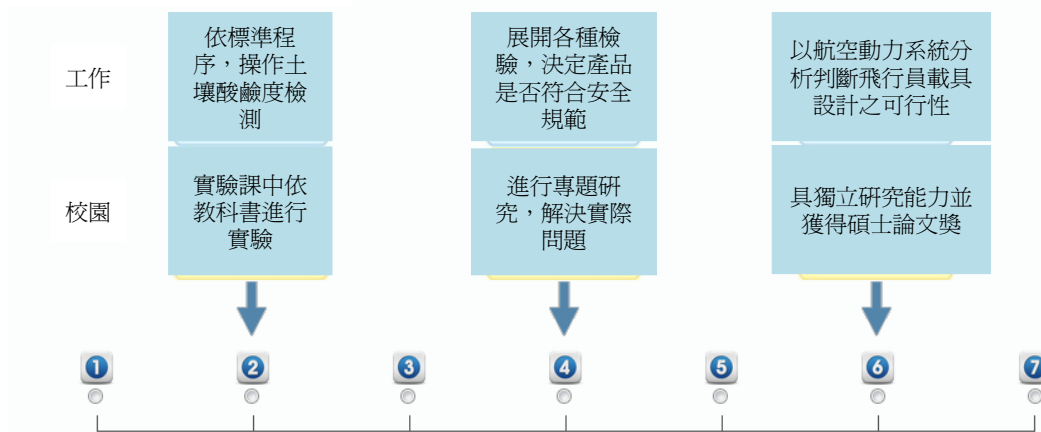 工作
依標準程
序，操作土
壤酸鹼度檢
測
展開各種檢
驗，決定產品
是否符合安全
規範
以航空動力系統分
析判斷飛行員載具
設計之可行性
校園
實驗課中依
教科書進行
實驗
進行專題研
究，解決實際
問題
具獨立研究能力並
獲得碩士論文獎
1 2 3 4 5 6 7